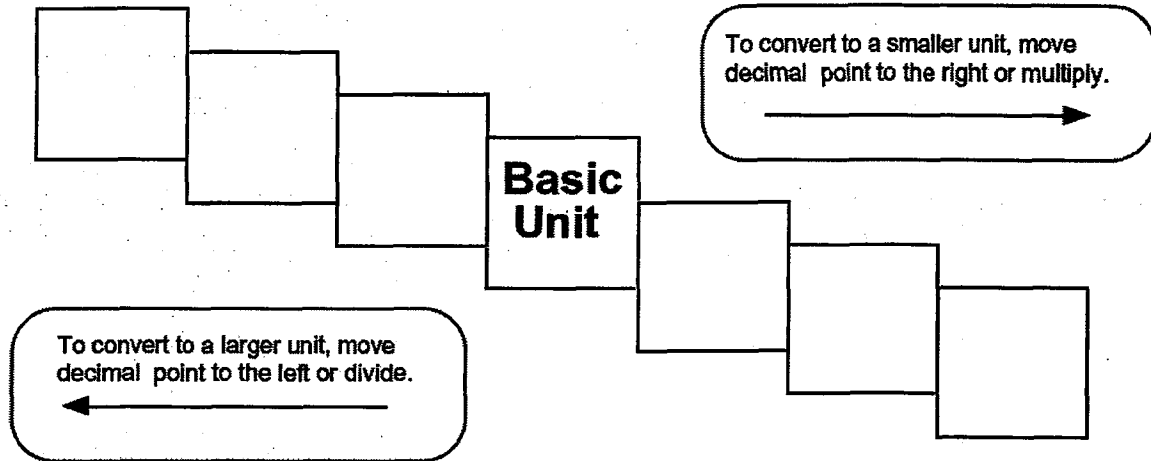 To convert to a smaller unit, move
decimal point to the right or multiply.
Basic
Unit
To convert to a larger unit, move
decimal point to the left or divide.